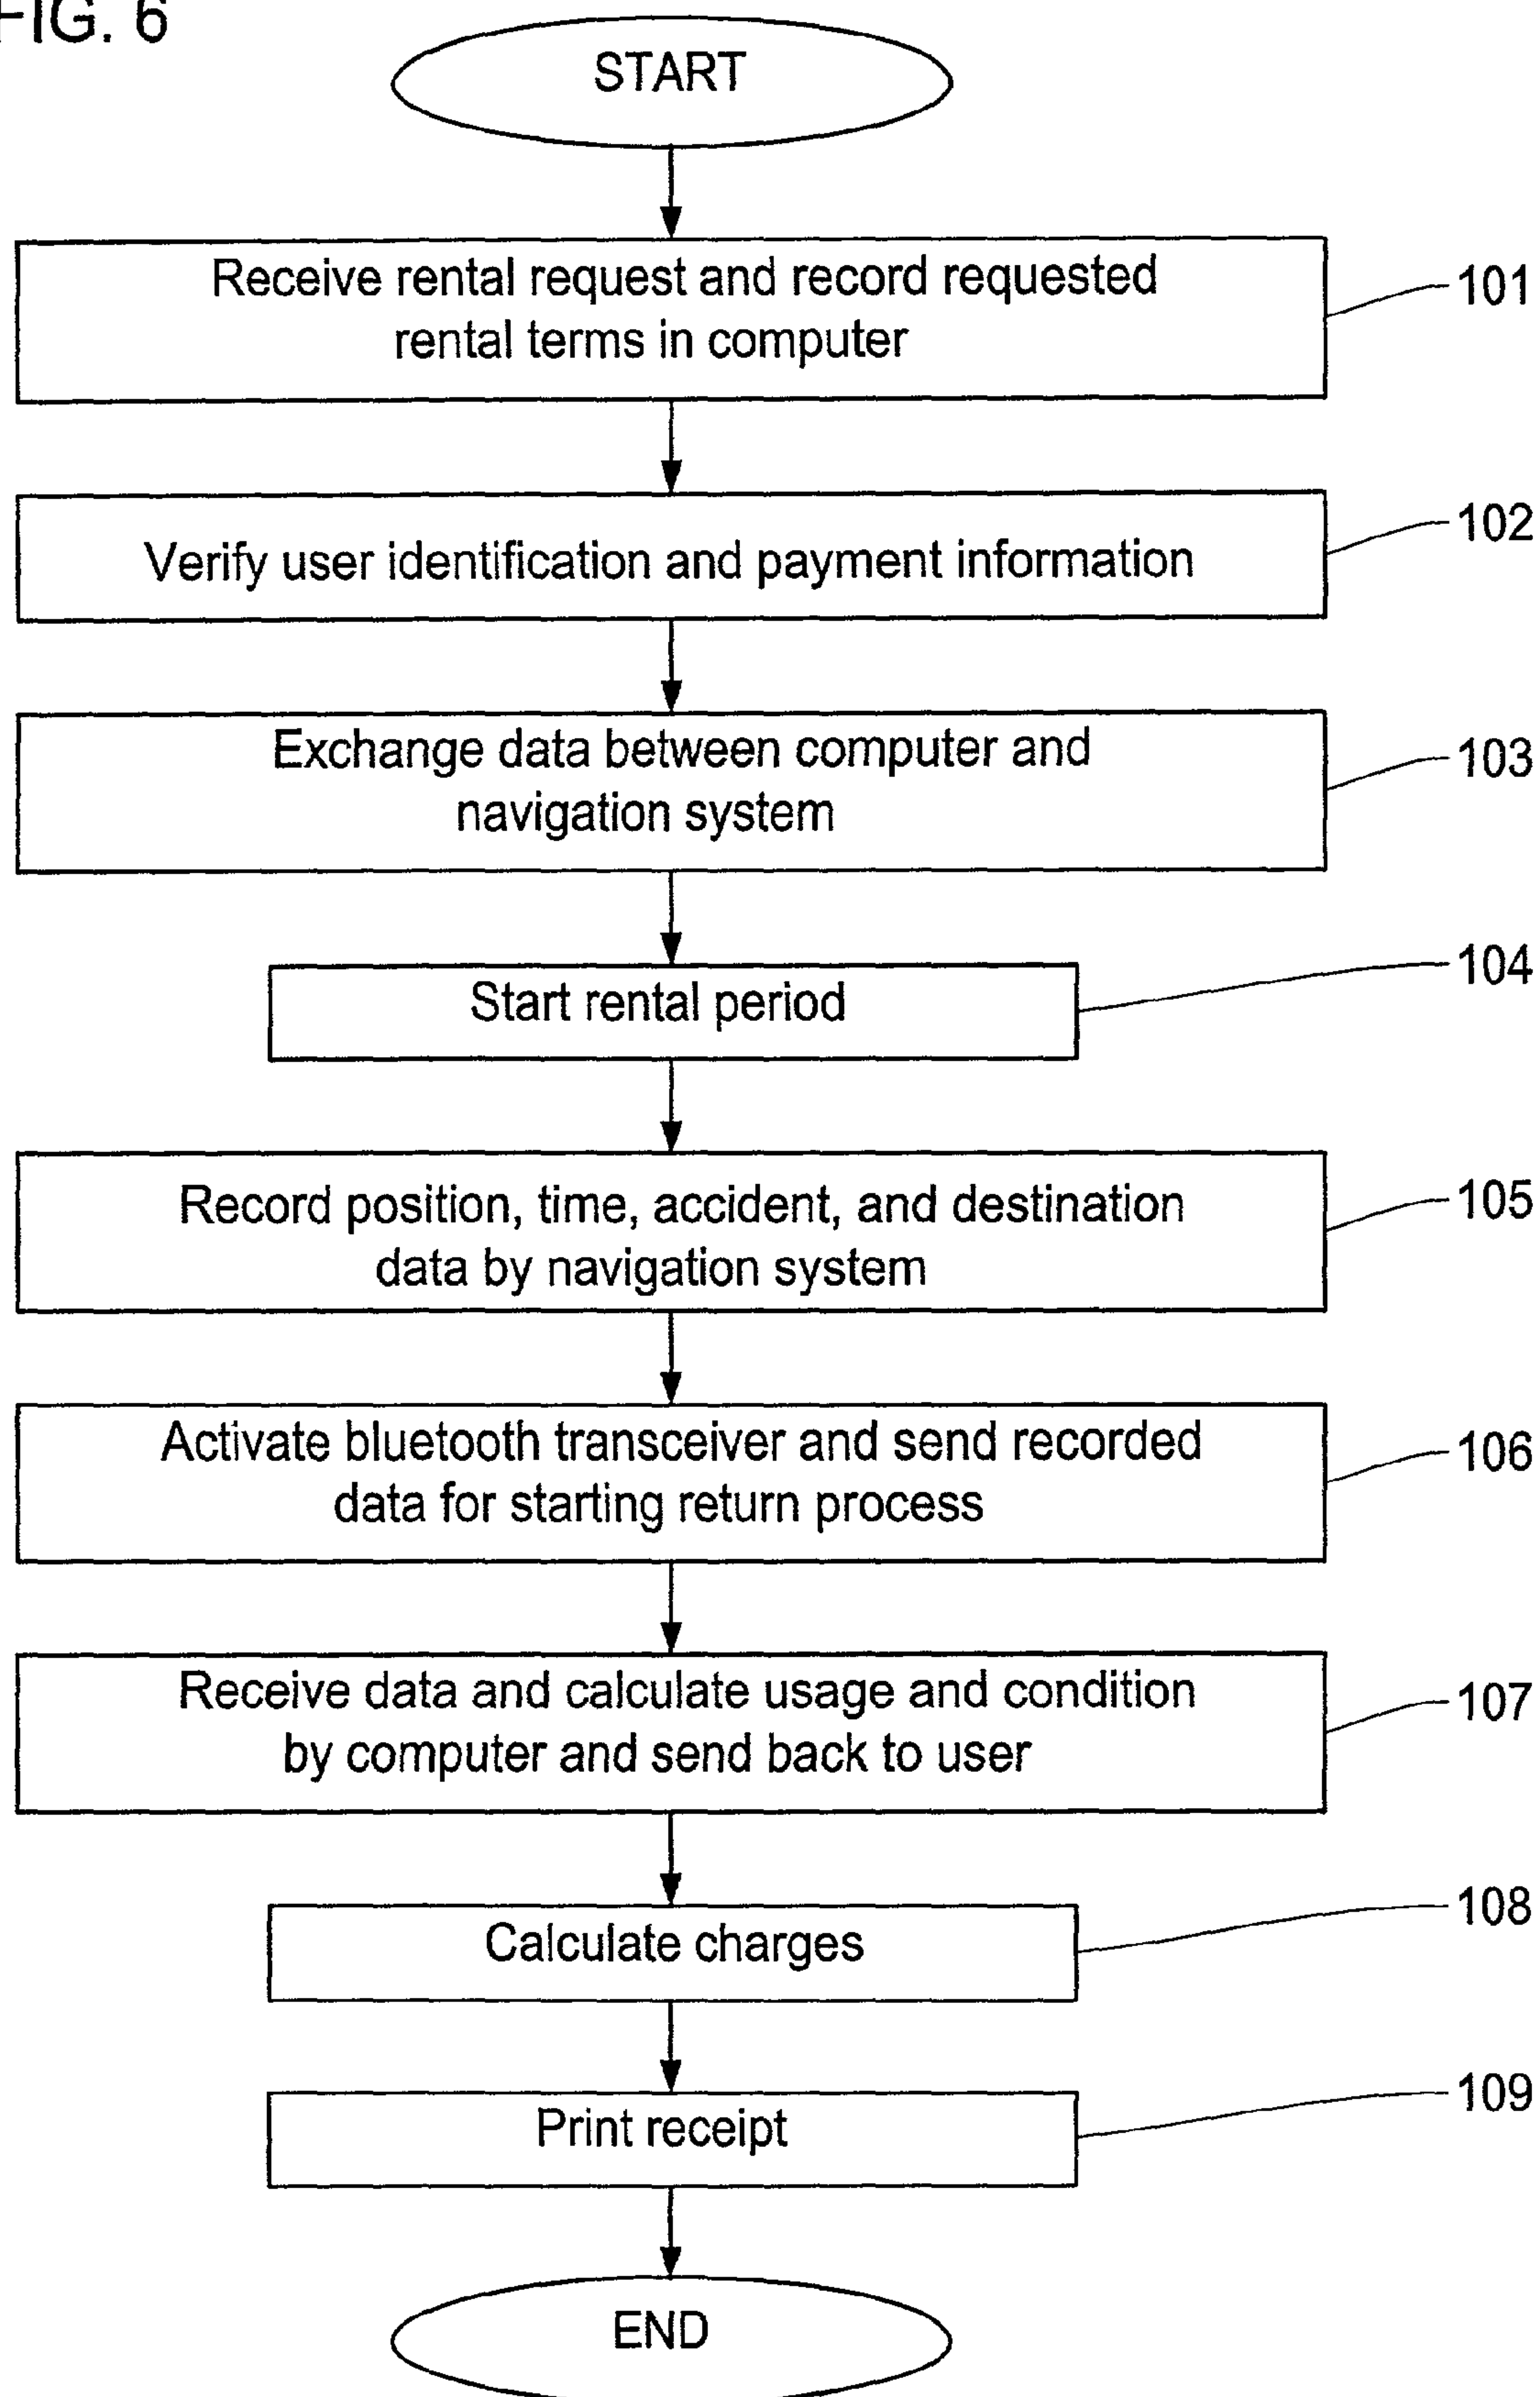 FIG. 6
START
Receive rental request and record requested
rental terms in computer
101
Verify user identification and payment information
102
Exchange data between computer and
navigation system
103
Start rental period
104
Record position, time, accident, and destination
data by navigation system
105
Activate bluetooth transceiver and send recorded
data for starting return process
106
Receive data and calculate usage and condition
by computer and send back to user
107
Calculate charges
108
Print receipt
109
END